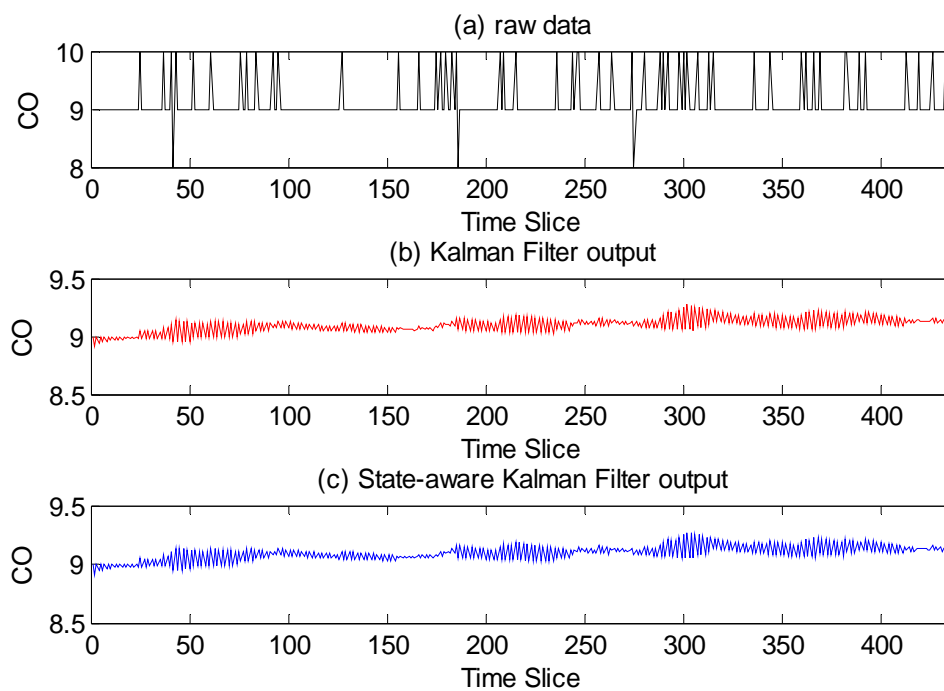 (a) raw data
10
9
8
CO
0 50 100 150 200 250 300 350 400
Time Slice
(b) Kalman Filter output
9.5
9
8.5
CO
0 50 100 150 200 250 300 350 400
Time Slice
(c) State-aware Kalman Filter output
9.5
9
8.5
CO
0 50 100 150 200 250 300 350 400
Time Slice